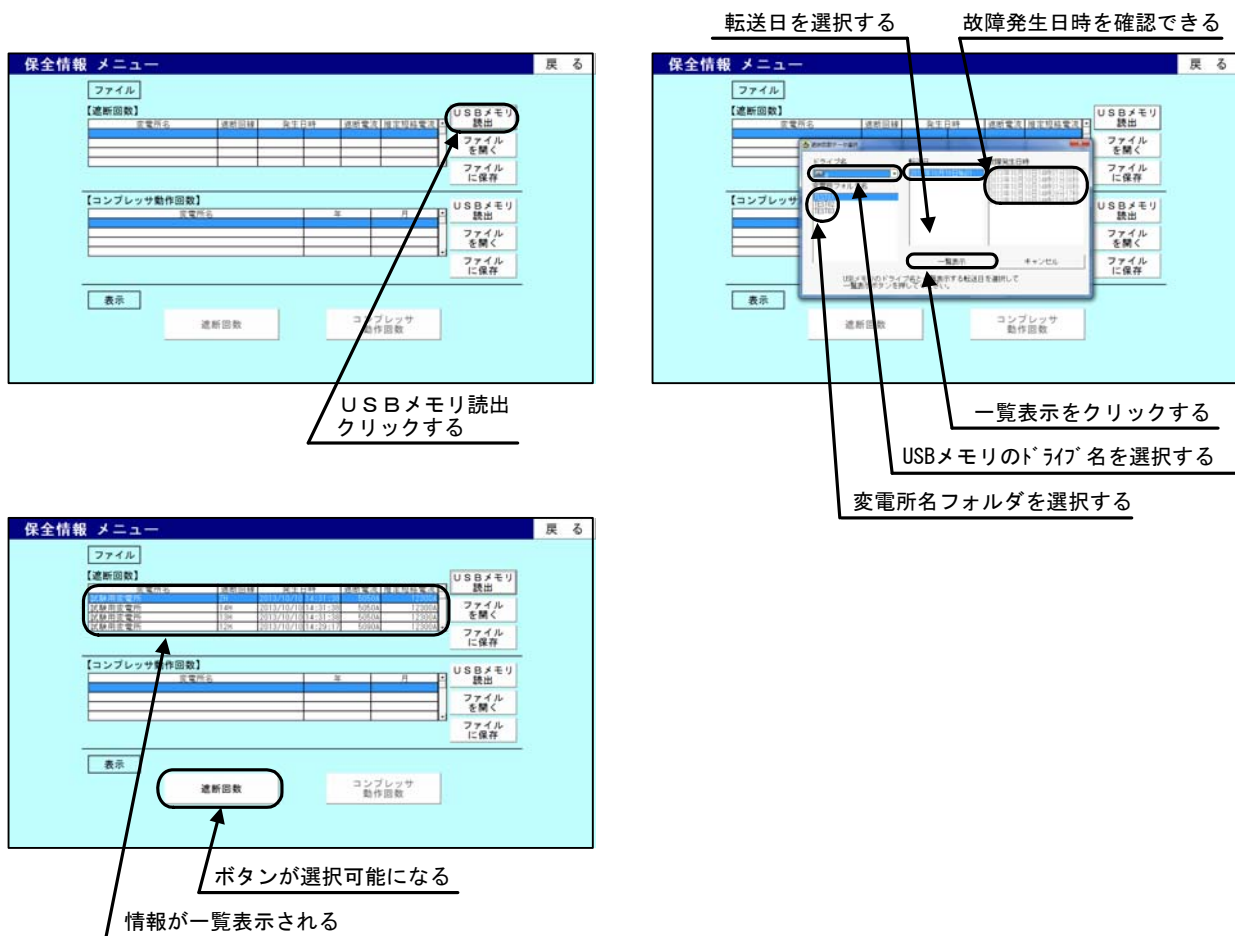 転送日を選択する
故障発生日時を確認できる
保全情報 メニュー
戻 る
ファイル
【遮断回数】
変電所名 遮断回線 発生日時 遮断電流 推定短絡電流
USBメモリ
読出
ファイル
を開く
ファイル
に保存
【コンプレッサ動作回数】
変電所名 年 月
USBメモリ
読出
ファイル
を開く
ファイル
に保存
表示
遮断回数
コンプレッサ
動作回数
USBメモリ読出
クリックする
保全情報 メニュー
戻 る
ファイル
【遮断回数】
変電所名 遮断回線 発生日時 遮断電流 推定短絡電流
USBメモリ
読出
ファイル
を開く
ファイル
に保存
ドライブ名
転送日
故障発生日時
一覧表示
キャンセル
【コンプレッサ
USBメモリ
読出
ファイル
を開く
ファイル
に保存
表示
遮断回数
コンプレッサ
動作回数
一覧表示をクリックする
USBメモリのﾄﾞﾗｲﾌﾞ名を選択する
変電所名フォルダを選択する
保全情報 メニュー
戻 る
ファイル
【遮断回数】
変電所名 遮断回線 発生日時 遮断電流 推定短絡電流
試験用変電所 2013/10/10 14:31:38 5050A 12300A
試験用変電所 14H 2013/10/10 14:31:38 5050A 12300A
試験用変電所 13H 2013/10/10 14:31:38 5050A 12300A
試験用変電所 12H 2013/10/10 14:29:17 5090A 12300A
USBメモリ
読出
ファイル
を開く
ファイル
に保存
【コンプレッサ動作回数】
変電所名 年 月
USBメモリ
読出
ファイル
を開く
ファイル
に保存
表示
遮断回数
コンプレッサ
動作回数
ボタンが選択可能になる
情報が一覧表示される